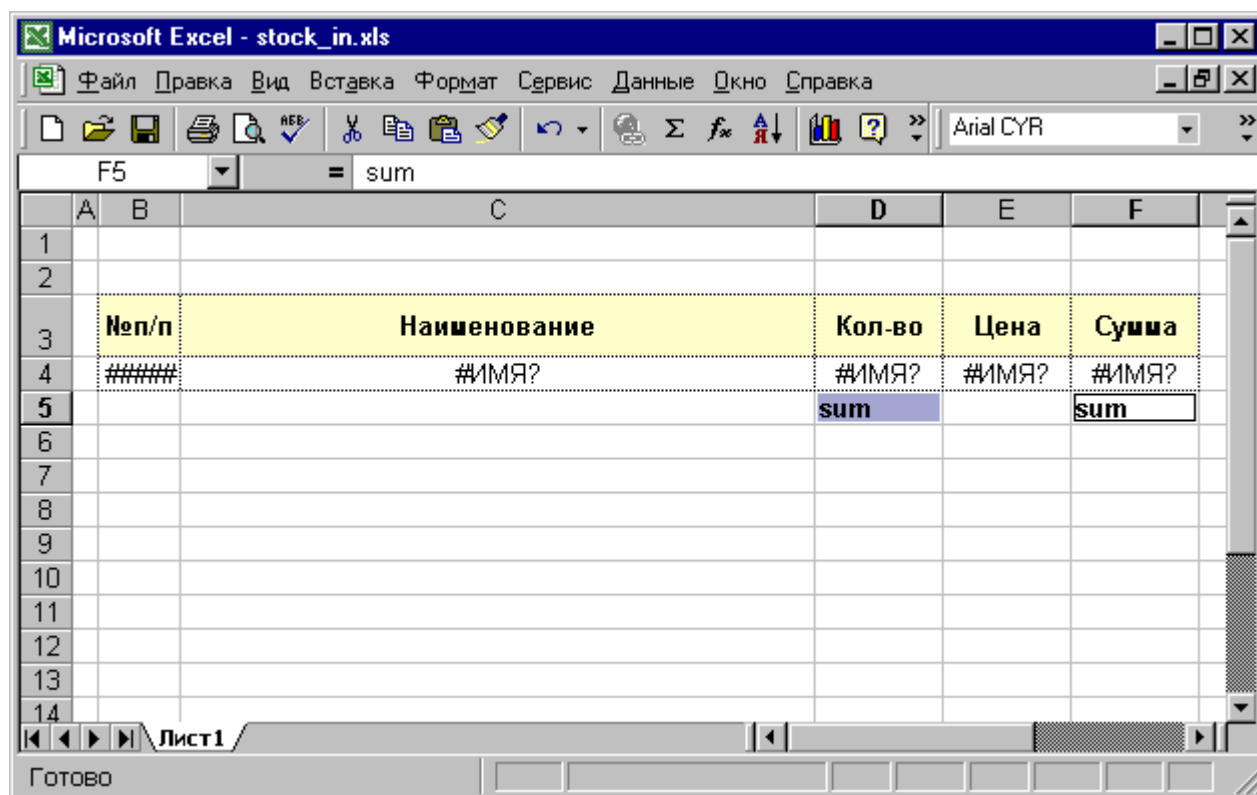 Microsoft Excel - stock_in.xls
Файл Правка Вид Вставка Формат Сервис Данные Окно Справка
Arial CYR
F5 = sum
A B C D E F
1
2
3 №п/п Наименование Кол-во Цена Сумма
4 ##### #ИМЯ? #ИМЯ? #ИМЯ? #ИМЯ?
5 sum sum
6
7
8
9
10
11
12
13
14
Лист1
Готово